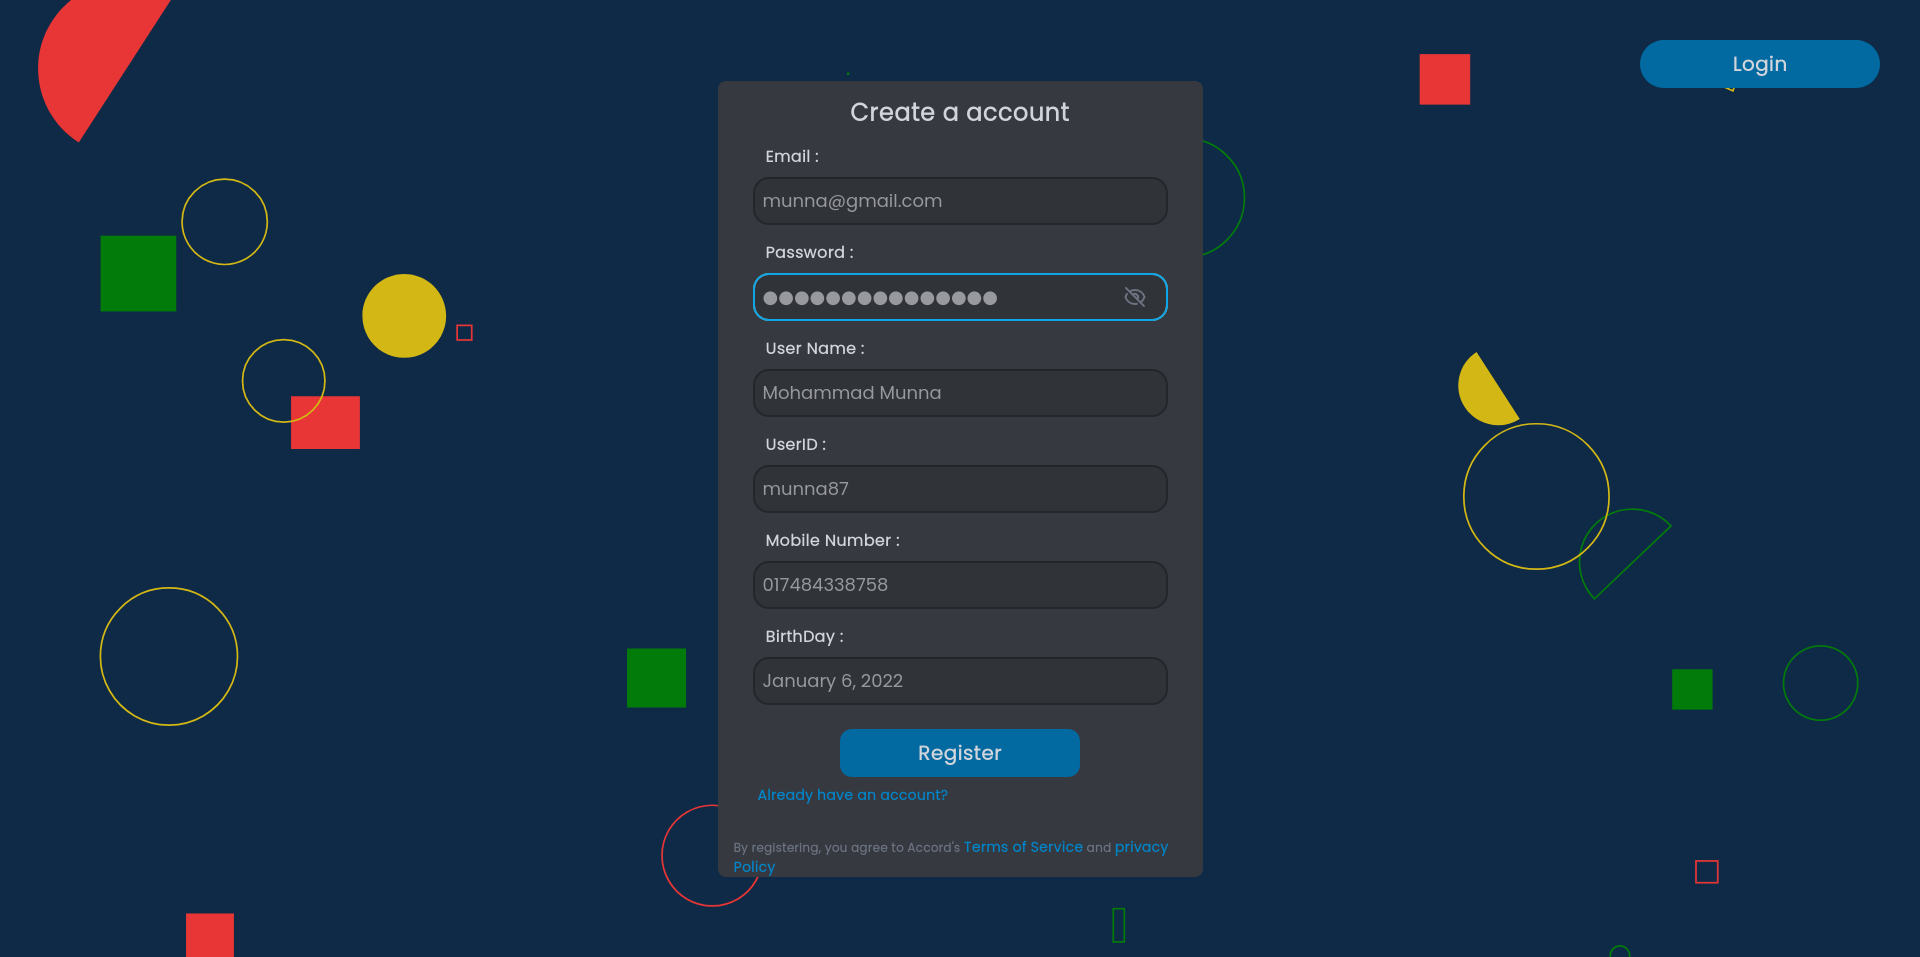 Login
Create a account
Email :
munna@gmail.com
Password :
●●●●●●●●●●●●●●●
User Name :
Mohammad Munna
UserID :
munna87
Mobile Number :
017484338758
BirthDay :
January 6, 2022
Register
Already have an account?
By registering, you agree to Accord's Terms of Service and privacy
Policy